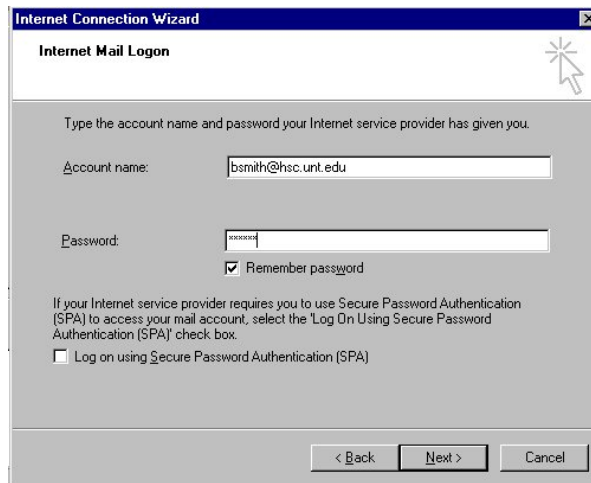 Internet Connection Wizard
Internet Mail Logon
Type the account name and password your Internet service provider has given you.
Account name: bsmith@hsc.unt.edu
Password: ******
Remember password
If your Internet service provider requires you to use Secure Password Authentication
(SPA) to access your mail account, select the 'Log On Using Secure Password
Authentication (SPA)' check box.
Log on using Secure Password Authentication (SPA)
< Back Next > Cancel